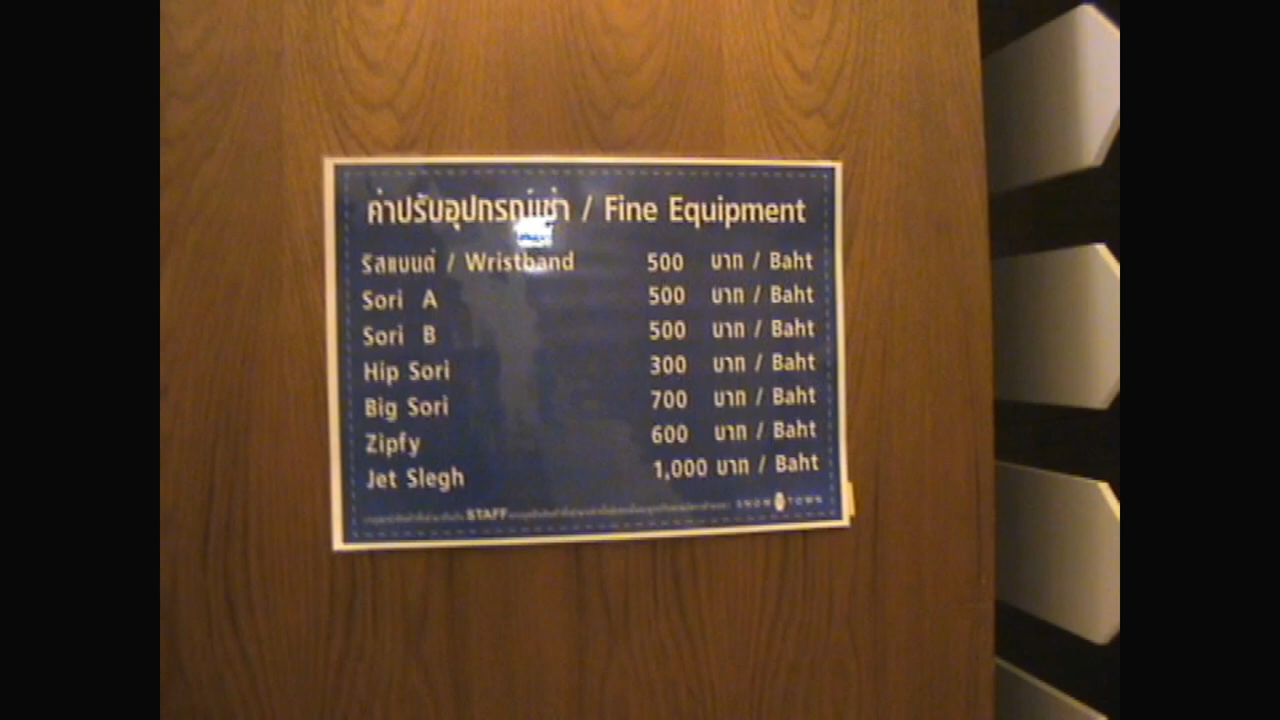 ค่าปรับอุปกรณ์เช่า / Fine Equipment
ริสแบนด์ / Wristband 500 บาท / Baht
Sori A 500 บาท / Baht
Sori B 500 บาท / Baht
Hip Sori 300 บาท / Baht
Big Sori 700 บาท / Baht
Zipfy 600 บาท / Baht
Jet Slegh 1,000 บาท / Baht
STAFF SNOW TOWN